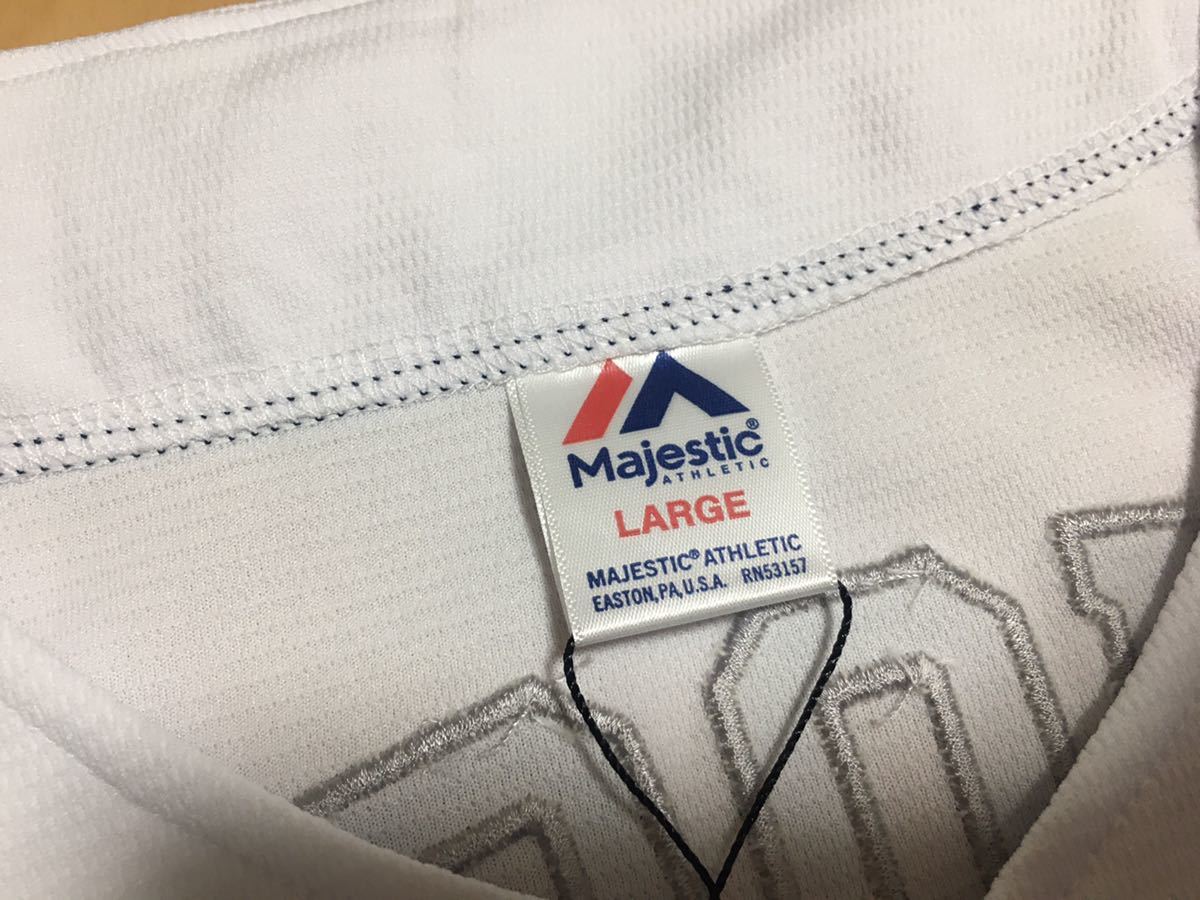 Majestic®
ATHLETIC
LARGE
MAJESTIC® ATHLETIC
EASTON, PA, U.S.A. RN53157